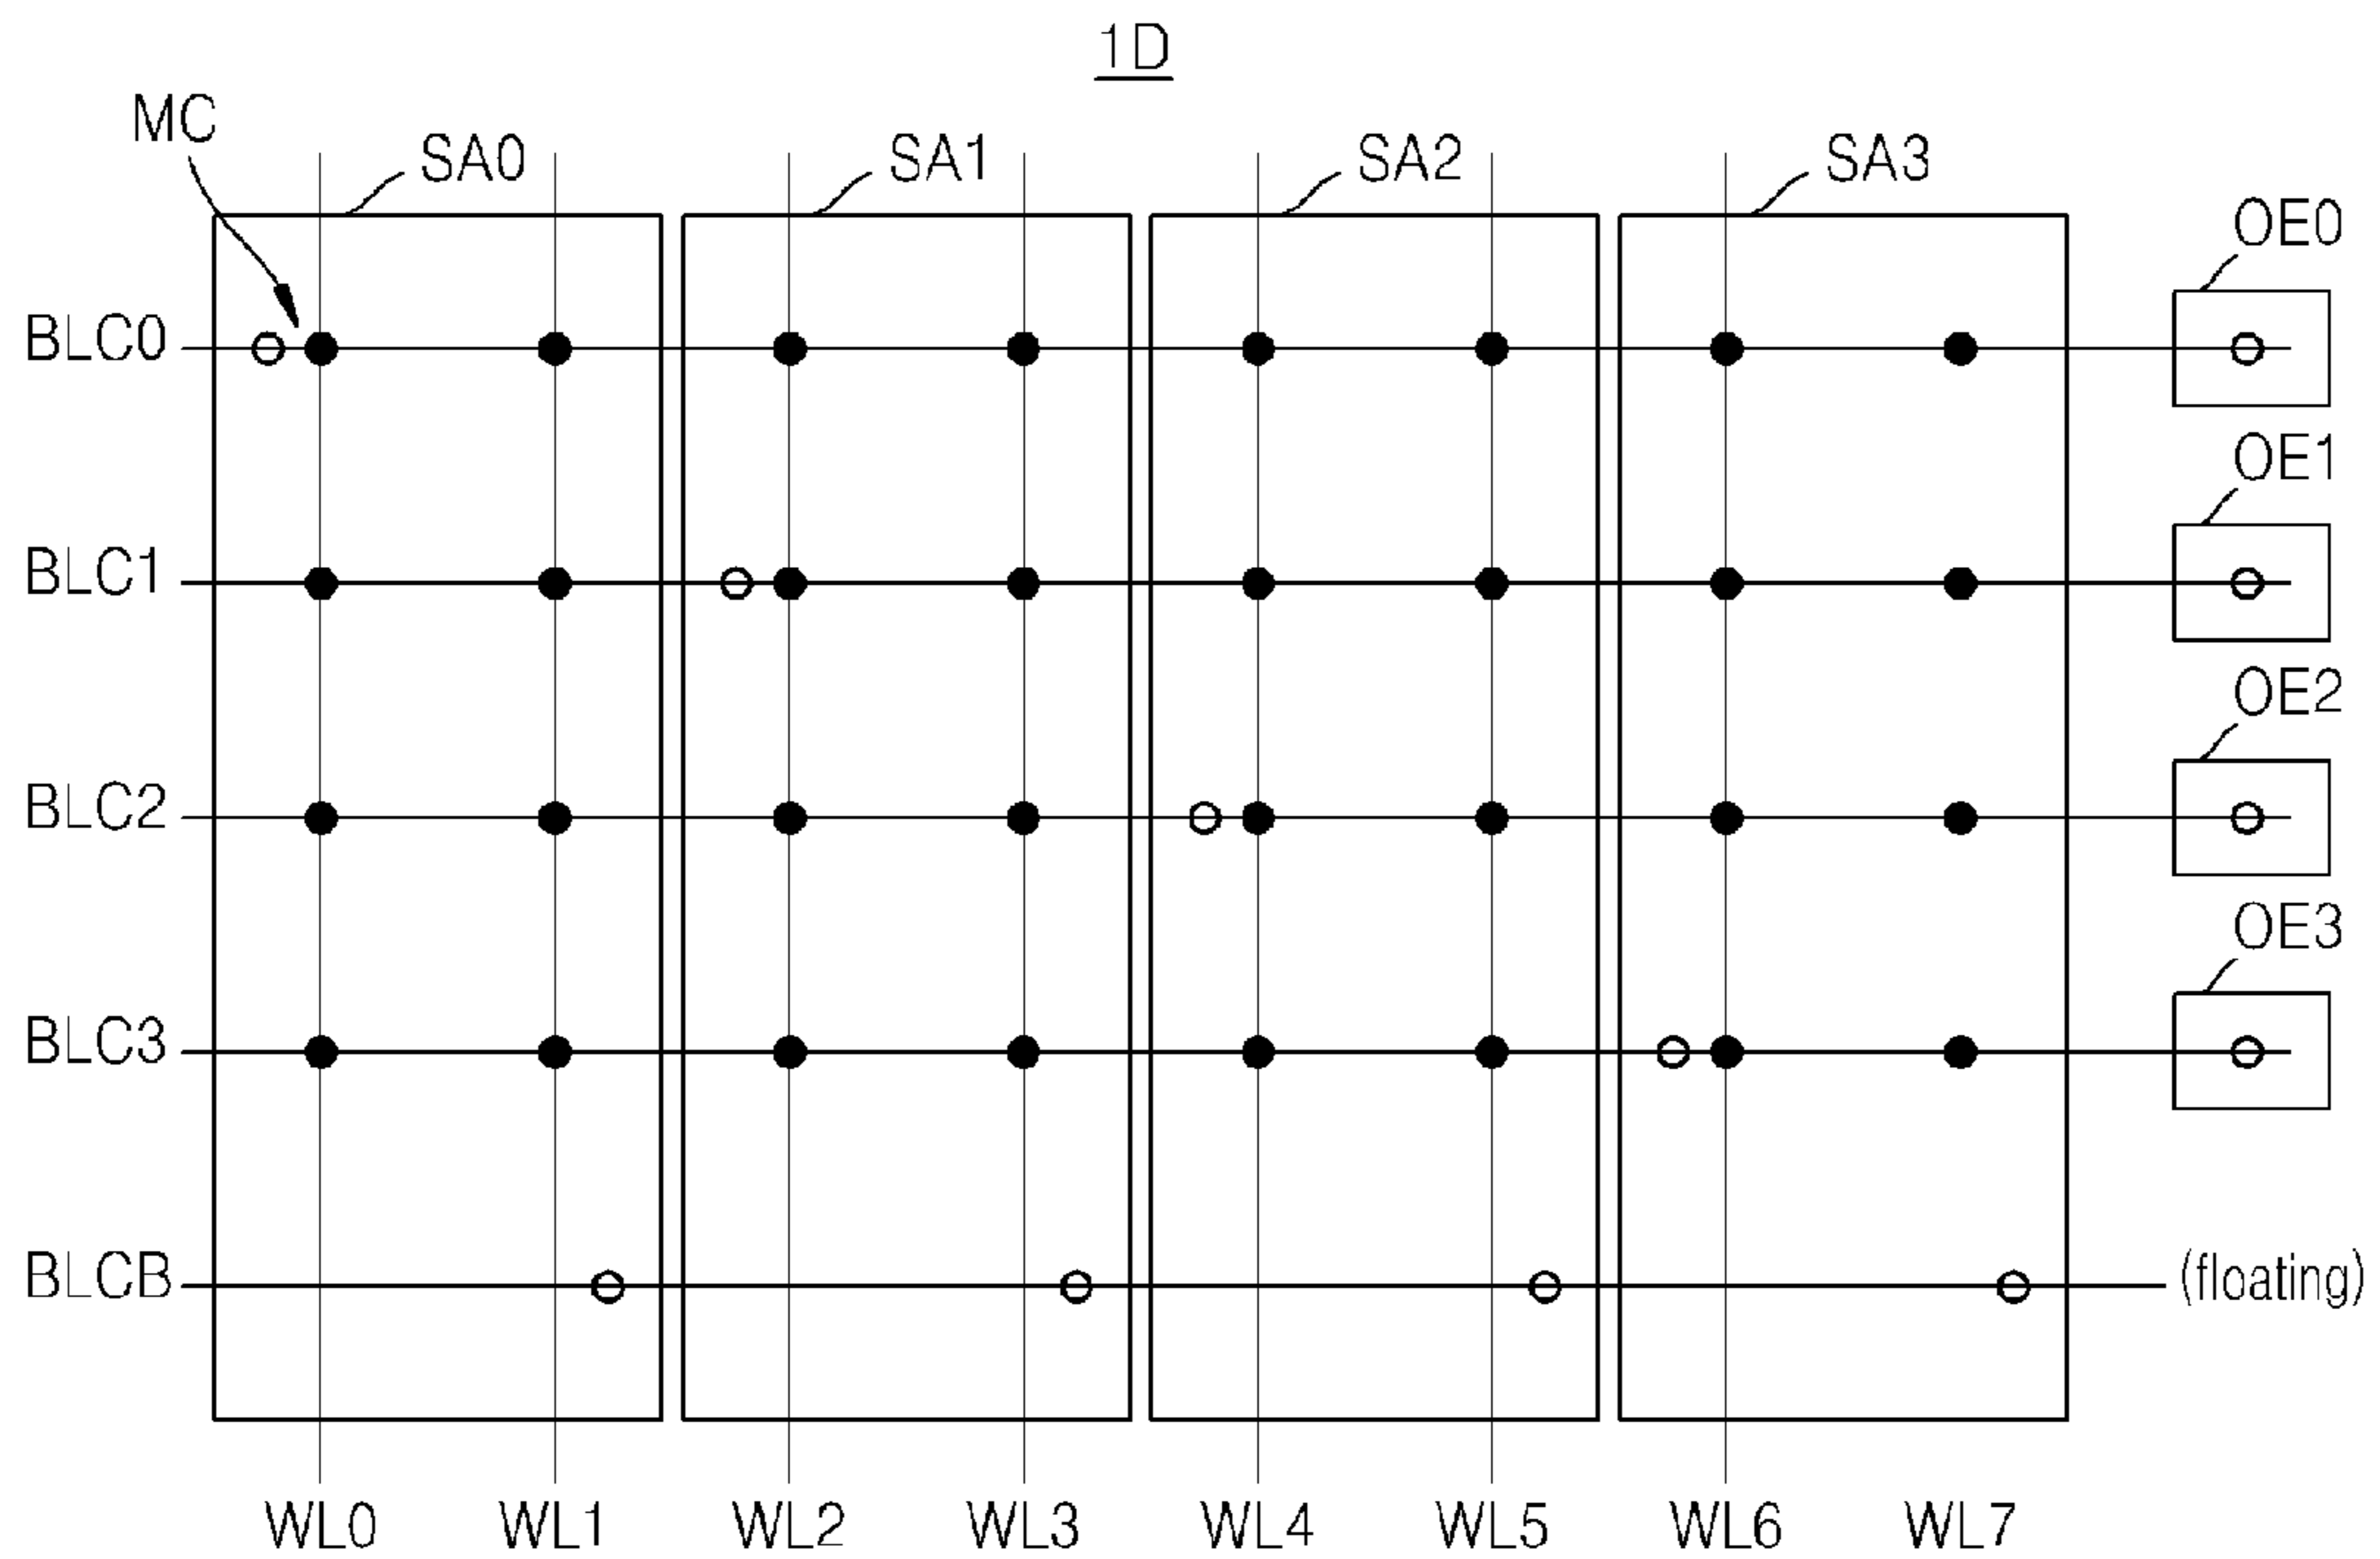 1D
MC
SA0 SA1 SA2 SA3
OE0
BLC0
OE1
BLC1
OE2
BLC2
OE3
BLC3
BLCB (floating)
WL0 WL1 WL2 WL3 WL4 WL5 WL6 WL7